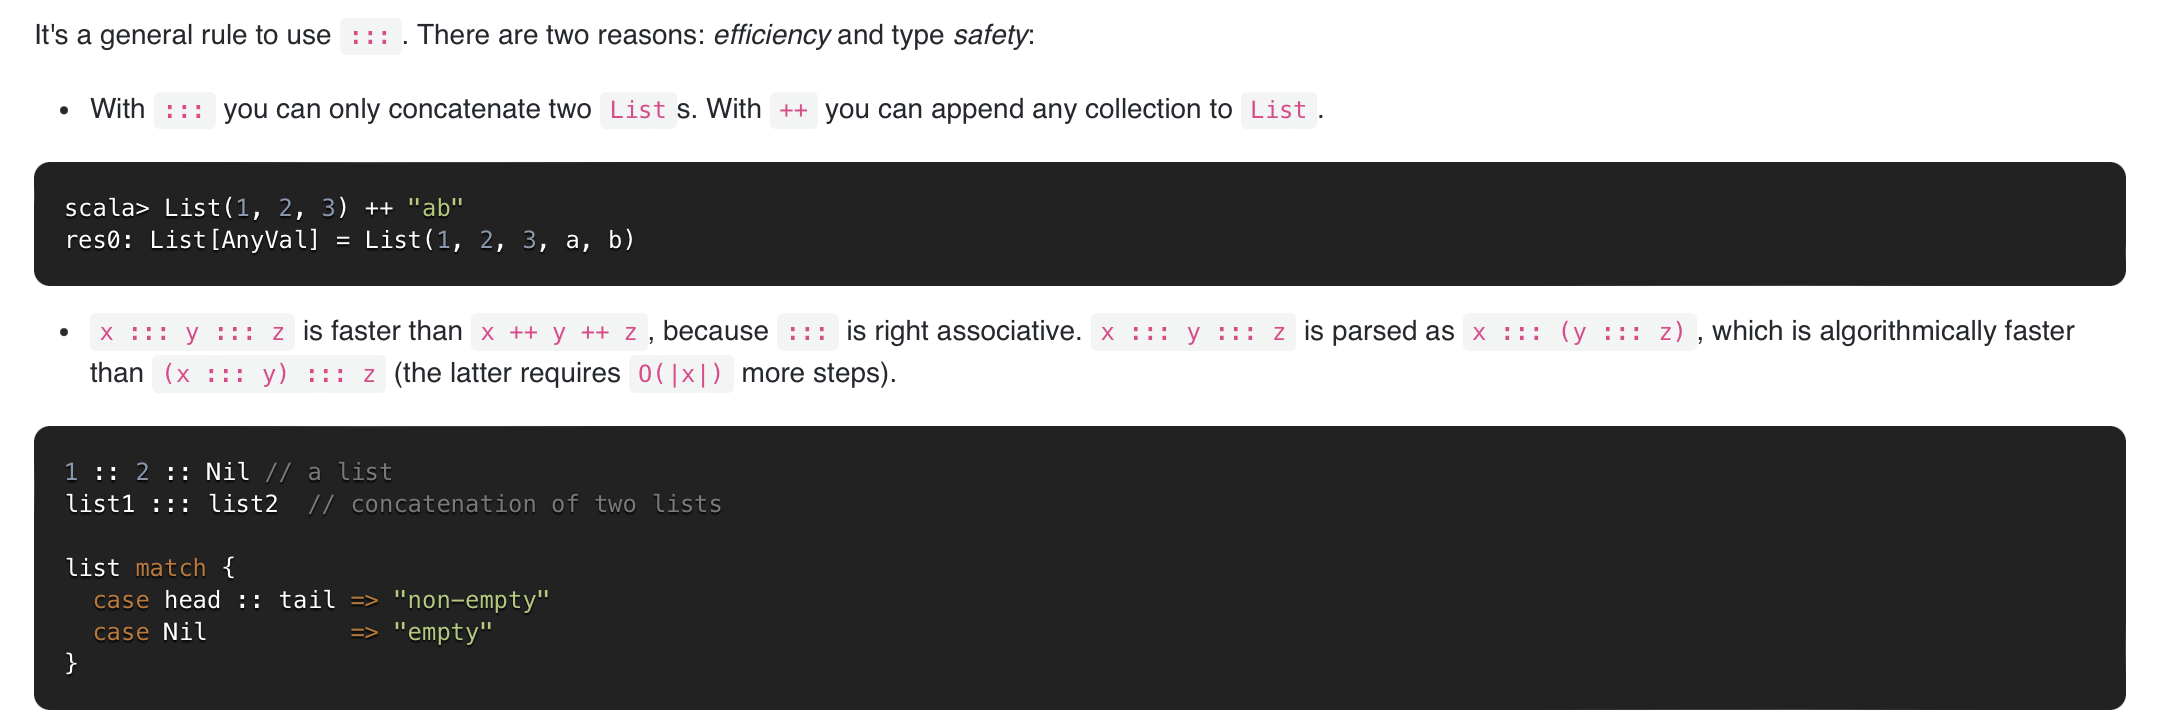 It's a general rule to use ::: . There are two reasons: efficiency and type safety:
• With ::: you can only concatenate two List s. With ++ you can append any collection to List .
scala> List(1, 2, 3) ++ "ab"
res0: List[AnyVal] = List(1, 2, 3, a, b)
• x ::: y ::: z is faster than x ++ y ++ z , because ::: is right associative. x ::: y ::: z is parsed as x ::: (y ::: z) , which is algorithmically faster
than (x ::: y) ::: z (the latter requires O(|x|) more steps).
1 :: 2 :: Nil // a list
list1 ::: list2  // concatenation of two lists
list match {
  case head :: tail => "non-empty"
  case Nil          => "empty"
}